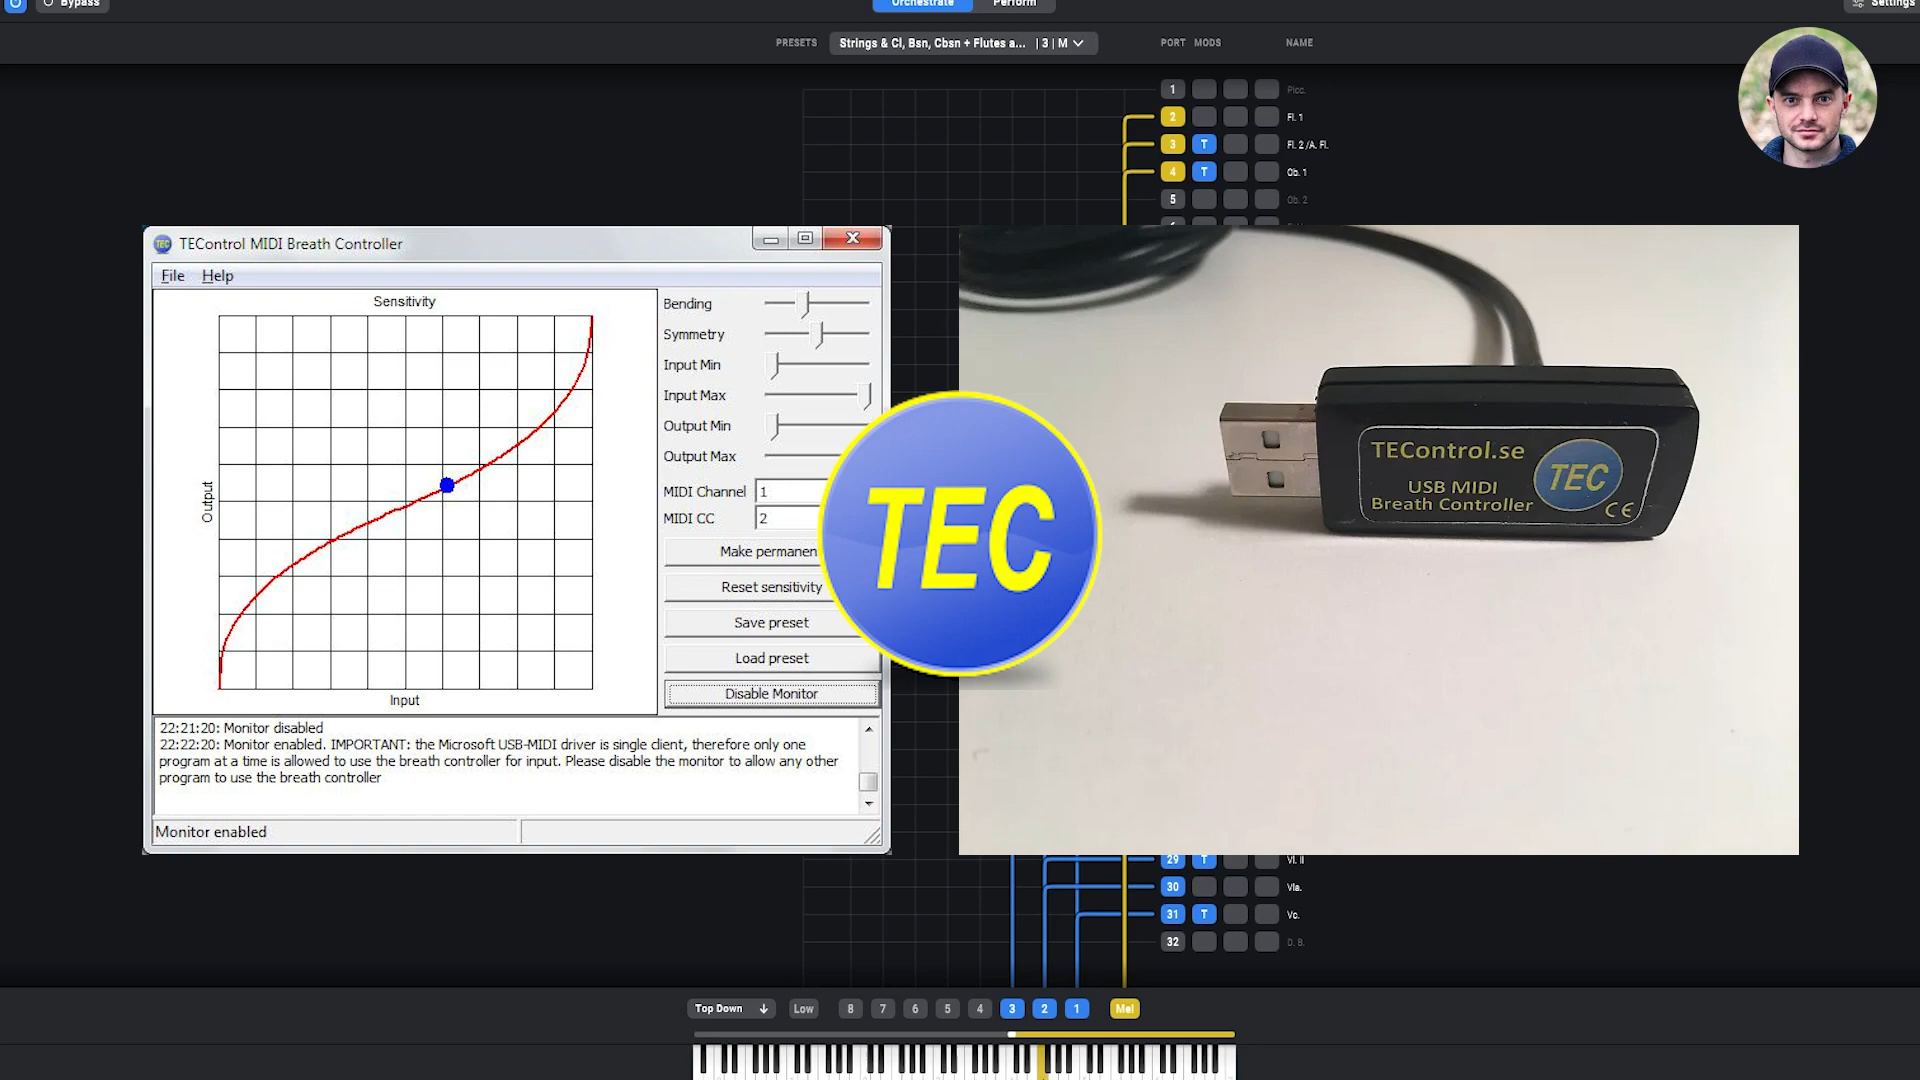 Bypass
Orchestrate
Perform
Settings
PRESETS
Strings & Cl, Bsn, Cbsn + Flutes a... | 3 | M
PORT MODS NAME
1 Picc.
2 Fl. 1
3 T Fl. 2 /A. Fl.
4 T Ob. 1
5 Ob. 2
TEC TEControl MIDI Breath Controller
File Help
Sensitivity
Output
Input
Bending
Symmetry
Input Min
Input Max
Output Min
Output Max
MIDI Channel 1
MIDI CC 2
Make permanen
Reset sensitivity
Save preset
Load preset
Disable Monitor
22:21:20: Monitor disabled
22:22:20: Monitor enabled. IMPORTANT: the Microsoft USB-MIDI driver is single client, therefore only one
program at a time is allowed to use the breath controller for input. Please disable the monitor to allow any other
program to use the breath controller
Monitor enabled
TEC
TEControl.se
USB MIDI
Breath Controller
TEC
CE
29 T Vl. II
30 Vla.
31 T Vc.
32 D. B.
Top Down Low 8 7 6 5 4 3 2 1 Mel